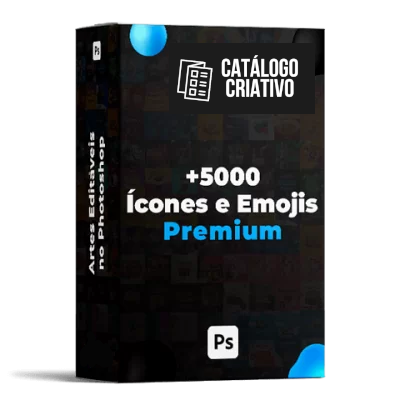 CATÁLOGO
CRIATIVO
+5000
Ícones e Emojis
Premium
Ps
Ps
Artes Editáveis
no Photoshop